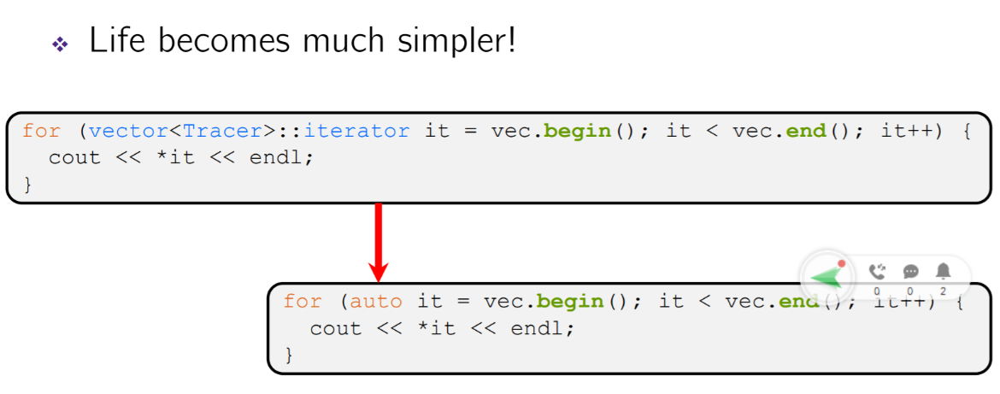 Life becomes much simpler!
for (vector<Tracer>::iterator it = vec.begin(); it < vec.end(); it++) {
cout << *it << endl;
}
for (auto it = vec.begin(); it < vec.end(); it++) {
cout << *it << endl;
}
0 0 2